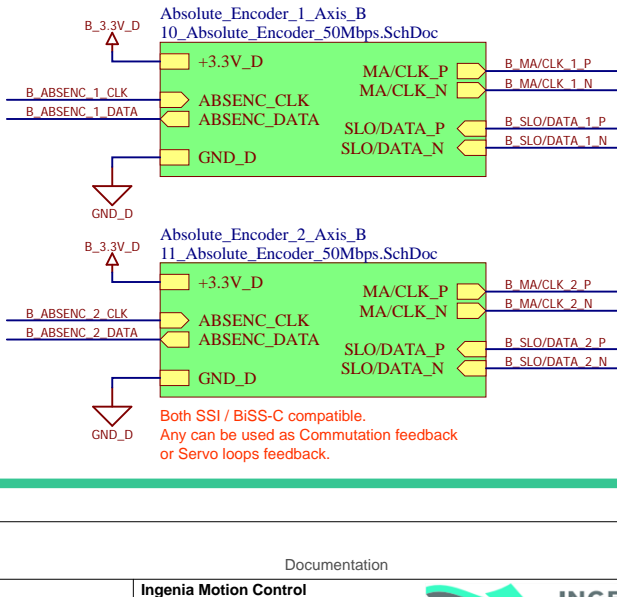 Absolute_Encoder_1_Axis_B
B_3.3V_D
10_Absolute_Encoder_50Mbps.SchDoc
+3.3V_D
MA/CLK_P
B_MA/CLK_1_P
MA/CLK_N
B_MA/CLK_1_N
B_ABSENC_1_CLK
ABSENC_CLK
B_ABSENC_1_DATA
ABSENC_DATA
SLO/DATA_P
B_SLO/DATA_1_P
SLO/DATA_N
B_SLO/DATA_1_N
GND_D
GND_D
Absolute_Encoder_2_Axis_B
B_3.3V_D
11_Absolute_Encoder_50Mbps.SchDoc
+3.3V_D
MA/CLK_P
B_MA/CLK_2_P
MA/CLK_N
B_MA/CLK_2_N
B_ABSENC_2_CLK
ABSENC_CLK
B_ABSENC_2_DATA
ABSENC_DATA
SLO/DATA_P
B_SLO/DATA_2_P
SLO/DATA_N
B_SLO/DATA_2_N
GND_D
GND_D
Both SSI / BiSS-C compatible.
Any can be used as Commutation feedback
or Servo loops feedback.
Documentation
Ingenia Motion Control